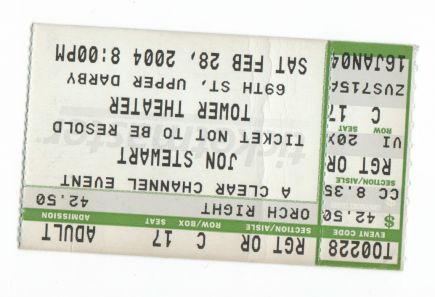 T00228
EVENT CODE
$ 42.50
SECTION/AISLE
CC 8.35
RGT OR
VI 20X
ROW SEAT
C 17
ZVS715A
16JAN04
RGT OR C 17 ADULT
SECTION/AISLE ROW/BOX SEAT ADMISSION
ORCH RIGHT 42.50
A CLEAR CHANNEL EVENT
JON STEWART
TICKET NOT TO BE RESOLD
TOWER THEATER
69TH ST, UPPER DARBY
SAT FEB 28, 2004 8:00PM
ticketmaster